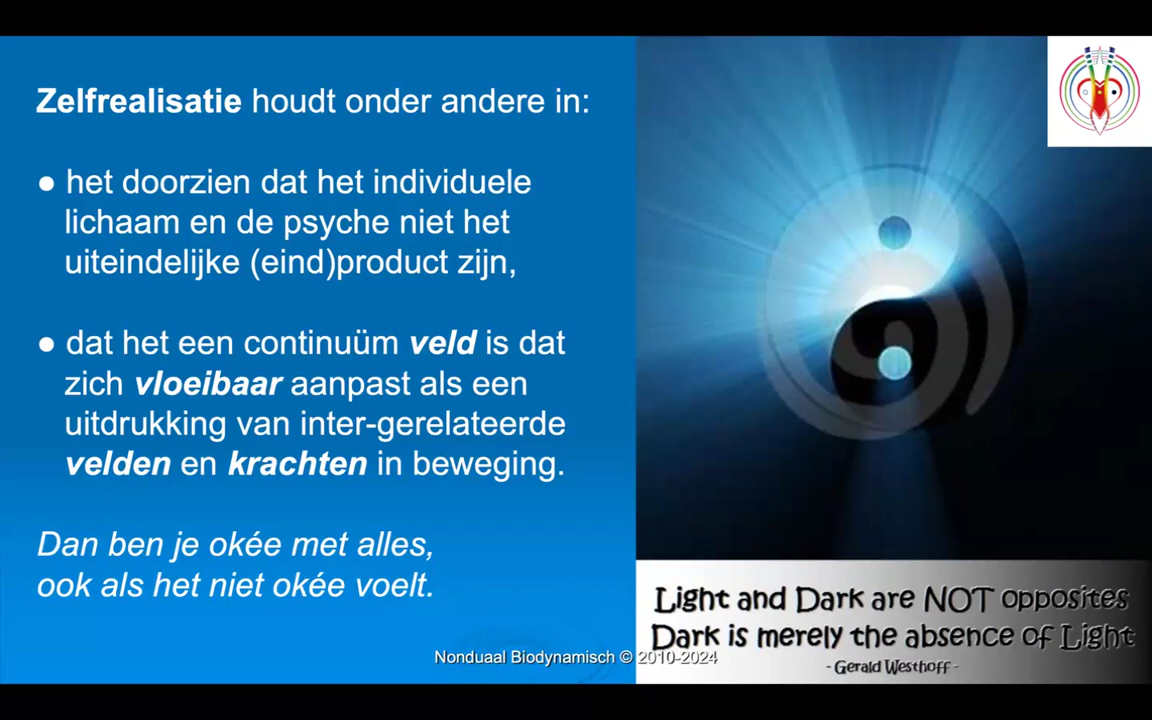 Zelfrealisatie houdt onder andere in:
● het doorzien dat het individuele
lichaam en de psyche niet het
uiteindelijke (eind)product zijn,
● dat het een continuüm veld is dat
zich vloeibaar aanpast als een
uitdrukking van inter-gerelateerde
velden en krachten in beweging.
Dan ben je okée met alles,
ook als het niet okée voelt.
Light and Dark are NOT opposites
Dark is merely the absence of Light
- Gerald Westhoff -
Nonduaal Biodynamisch © 2010-2024